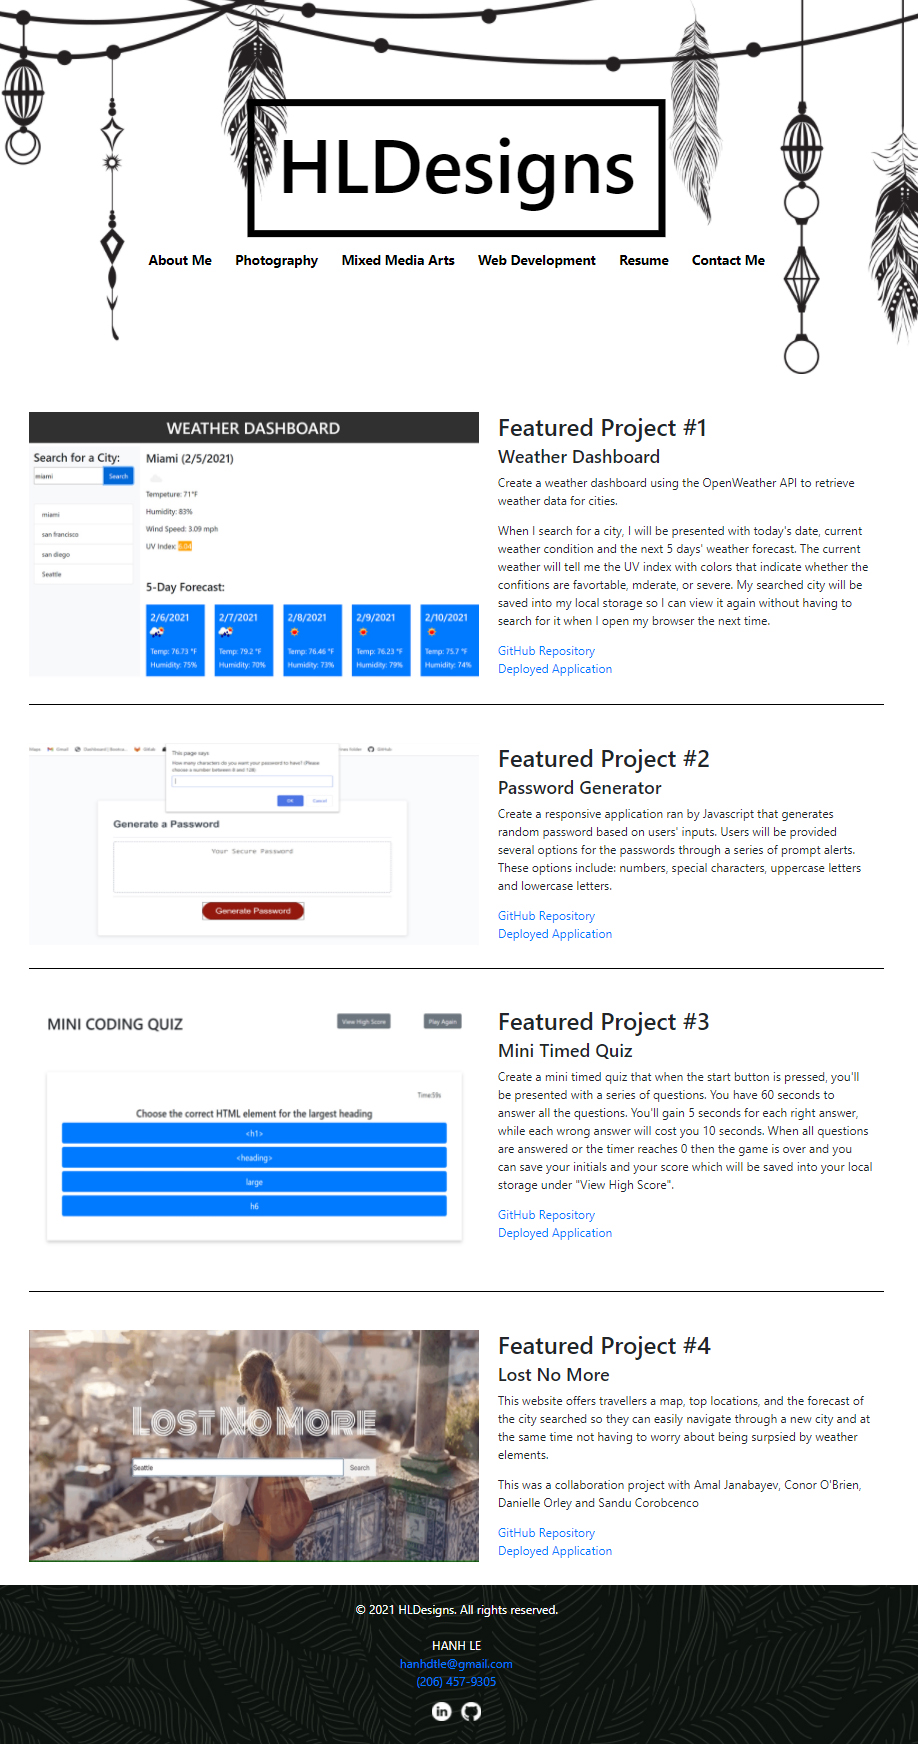 HLDesigns
About Me Photography Mixed Media Arts Web Development Resume Contact Me
WEATHER DASHBOARD
Search for a City:
miami Search
miami
san francisco
san diego
Seattle
Miami (2/5/2021)
Tempeture: 71°F
Humidity: 83%
Wind Speed: 3.09 mph
UV Index: 6.04
5-Day Forecast:
2/6/2021 2/7/2021 2/8/2021 2/9/2021 2/10/2021
Temp: 76.73 °F Temp: 79.2 °F Temp: 76.46 °F Temp: 76.23 °F Temp: 75.7 °F
Humidity: 75% Humidity: 70% Humidity: 73% Humidity: 79% Humidity: 74%
Featured Project #1
Weather Dashboard
Create a weather dashboard using the OpenWeather API to retrieve
weather data for cities.
When I search for a city, I will be presented with today's date, current
weather condition and the next 5 days' weather forecast. The current
weather will tell me the UV index with colors that indicate whether the
confitions are favortable, mderate, or severe. My searched city will be
saved into my local storage so I can view it again without having to
search for it when I open my browser the next time.
GitHub Repository
Deployed Application
Maps Gmail Dashboard | Bootca... Gitlab GitHub
This page says
How many characters do you want your password to have? (Please
choose a number between 8 and 128)
OK Cancel
Generate a Password
Your Secure Password
Generate Password
Featured Project #2
Password Generator
Create a responsive application ran by Javascript that generates
random password based on users' inputs. Users will be provided
several options for the passwords through a series of prompt alerts.
These options include: numbers, special characters, uppercase letters
and lowercase letters.
GitHub Repository
Deployed Application
MINI CODING QUIZ View High Score Play Again
Choose the correct HTML element for the largest heading
<h1>
<heading>
large
h6
Featured Project #3
Mini Timed Quiz
Create a mini timed quiz that when the start button is pressed, you'll
be presented with a series of questions. You have 60 seconds to
answer all the questions. You'll gain 5 seconds for each right answer,
while each wrong answer will cost you 10 seconds. When all questions
are answered or the timer reaches 0 then the game is over and you
can save your initials and your score which will be saved into your local
storage under "View High Score".
GitHub Repository
Deployed Application
LOST NO MORE
Seattle Search
Featured Project #4
Lost No More
This website offers travellers a map, top locations, and the forecast of
the city searched so they can easily navigate through a new city and at
the same time not having to worry about being surpsied by weather
elements.
This was a collaboration project with Amal Janabayev, Conor O'Brien,
Danielle Orley and Sandu Corobcenco
GitHub Repository
Deployed Application
© 2021 HLDesigns. All rights reserved.
HANH LE
hanhdtle@gmail.com
(206) 457-9305
in